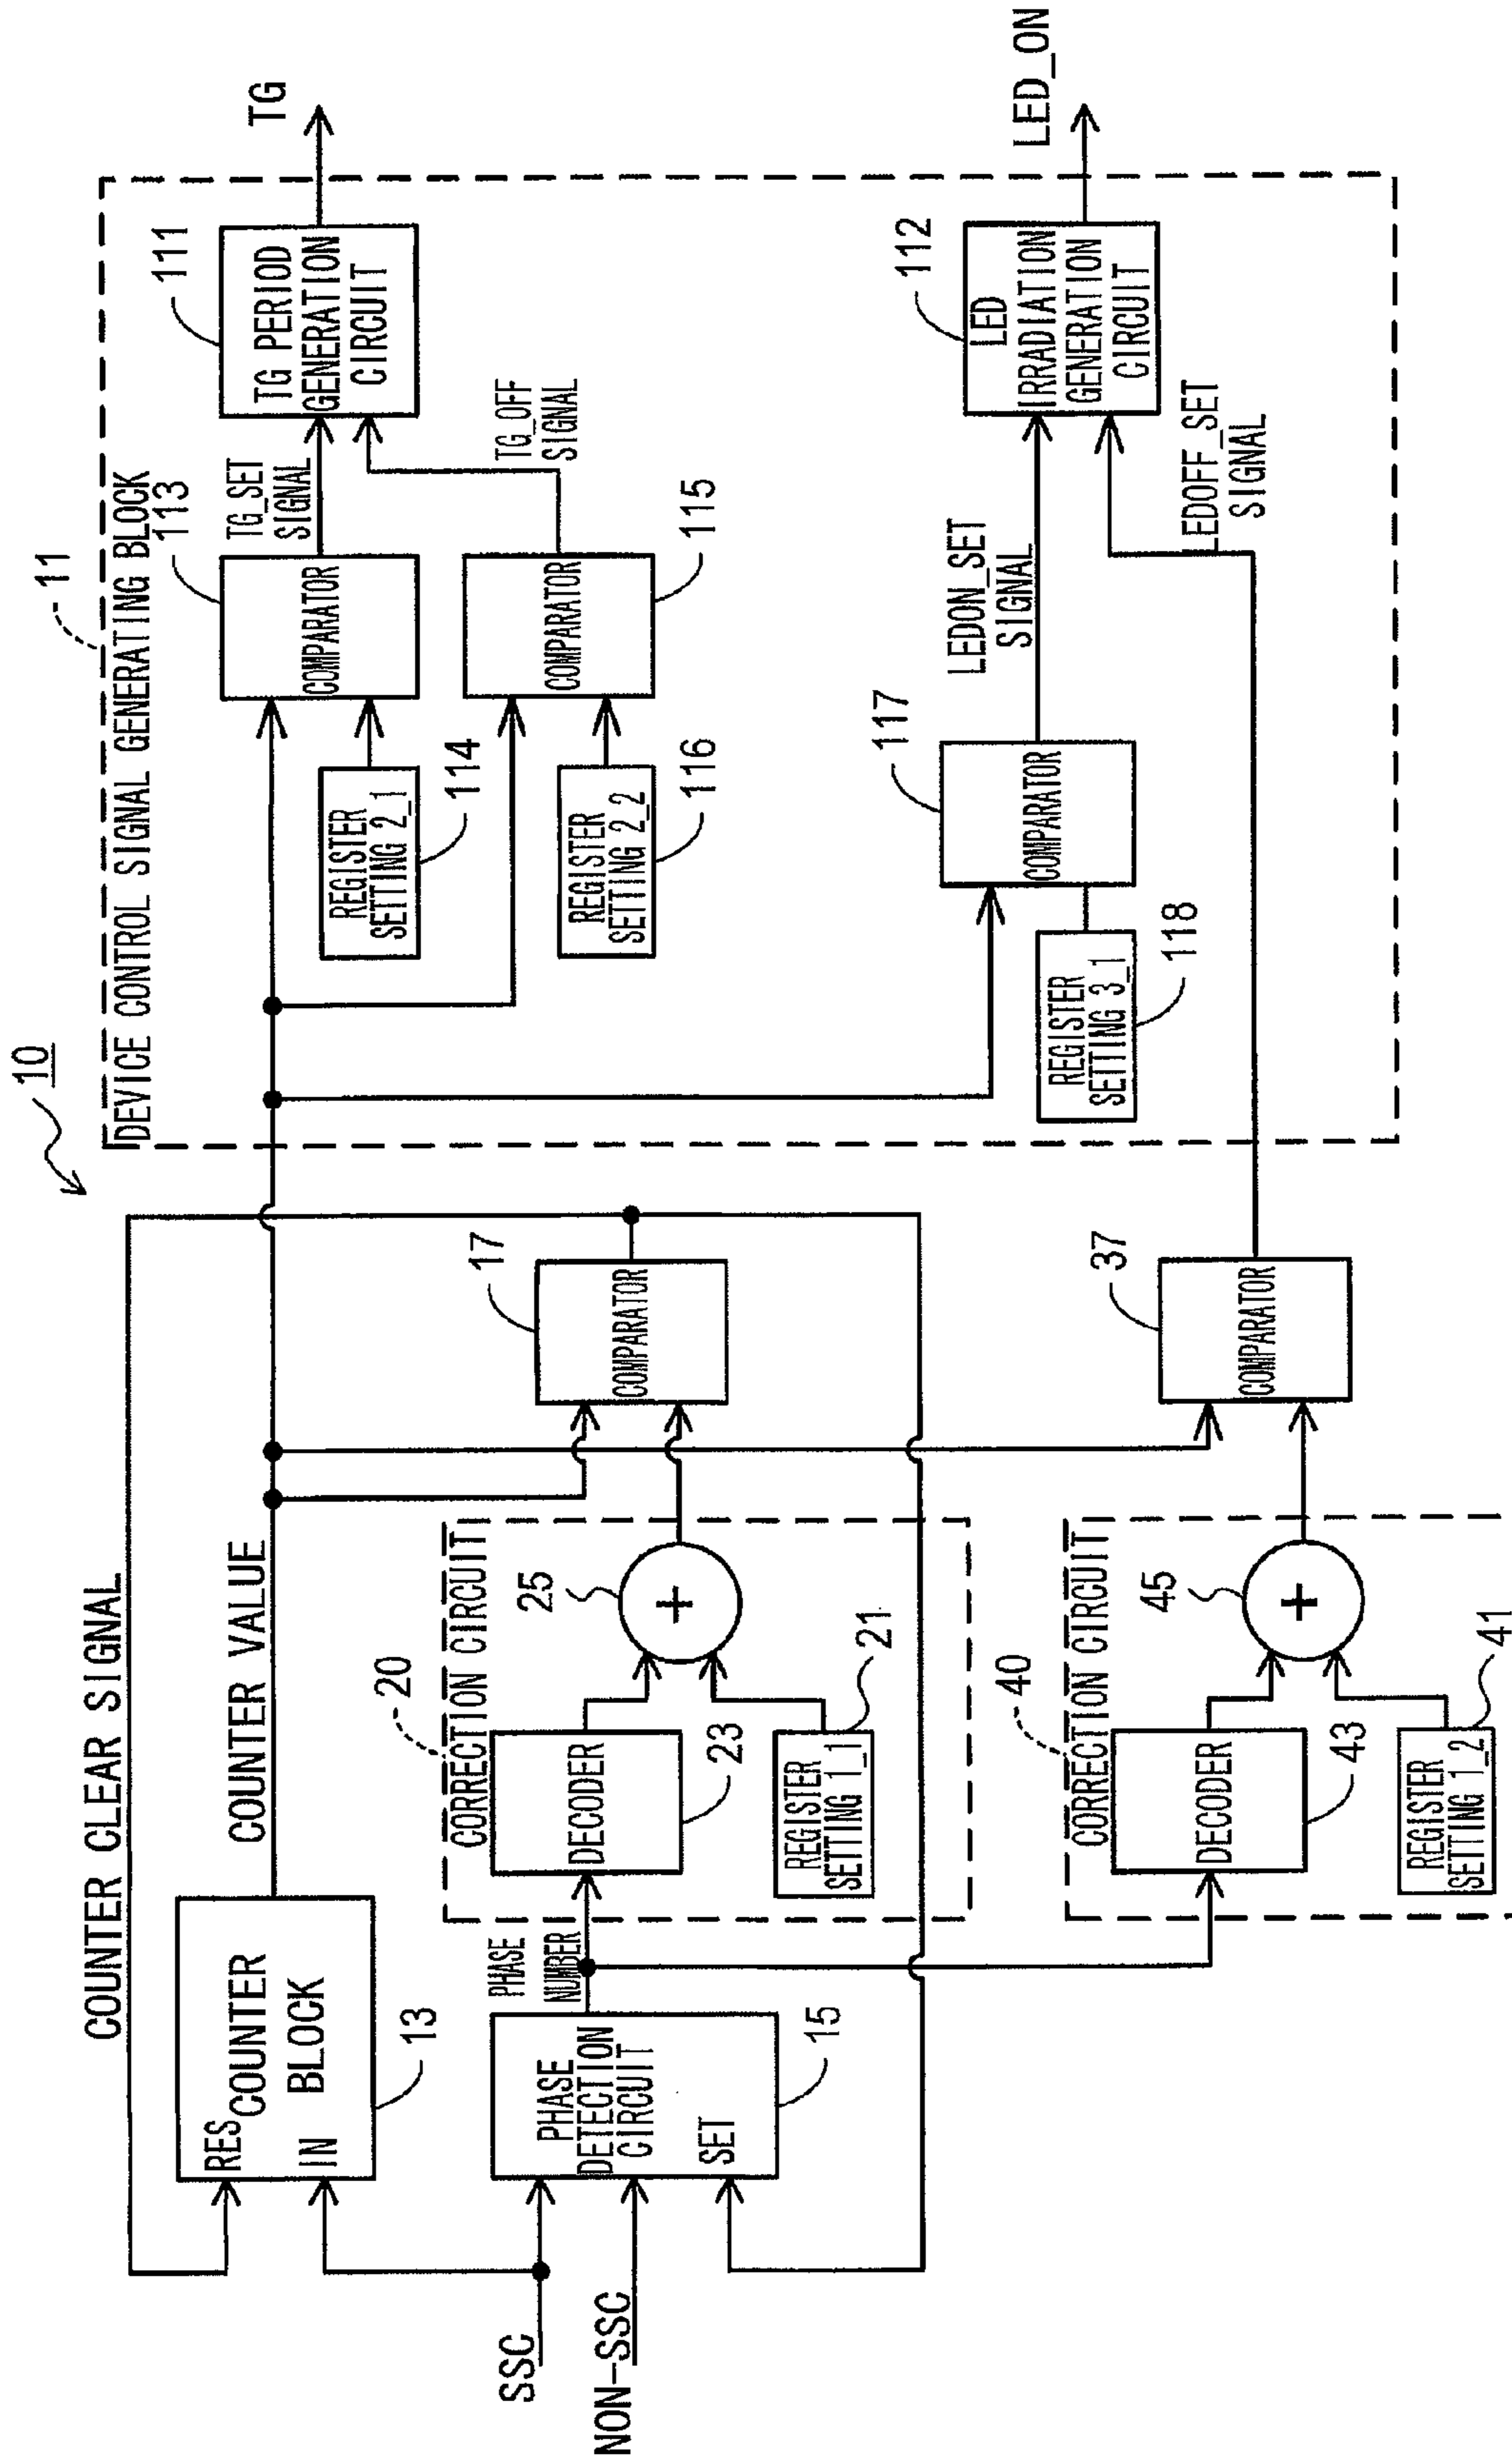 10
COUNTER CLEAR SIGNAL
COUNTER VALUE
RES
COUNTER
BLOCK
IN
13
SSC
NON-SSC
PHASE
DETECTION
CIRCUIT
SET
15
PHASE
NUMBER
20
CORRECTION CIRCUIT
DECODER
23
25
+
REGISTER
SETTING 1_1
21
17
COMPARATOR
40
CORRECTION CIRCUIT
DECODER
43
45
+
REGISTER
SETTING 1_2
41
37
COMPARATOR
11
DEVICE CONTROL SIGNAL GENERATING BLOCK
113
COMPARATOR
TG_SET
SIGNAL
REGISTER
SETTING 2_1
114
111
TG PERIOD
GENERATION
CIRCUIT
TG
COMPARATOR
115
TG_OFF
SIGNAL
REGISTER
SETTING 2_2
116
117
COMPARATOR
LEDON_SET
SIGNAL
REGISTER
SETTING 3_1
118
112
LED
IRRADIATION
GENERATION
CIRCUIT
LED_ON
LEDOFF_SET
SIGNAL